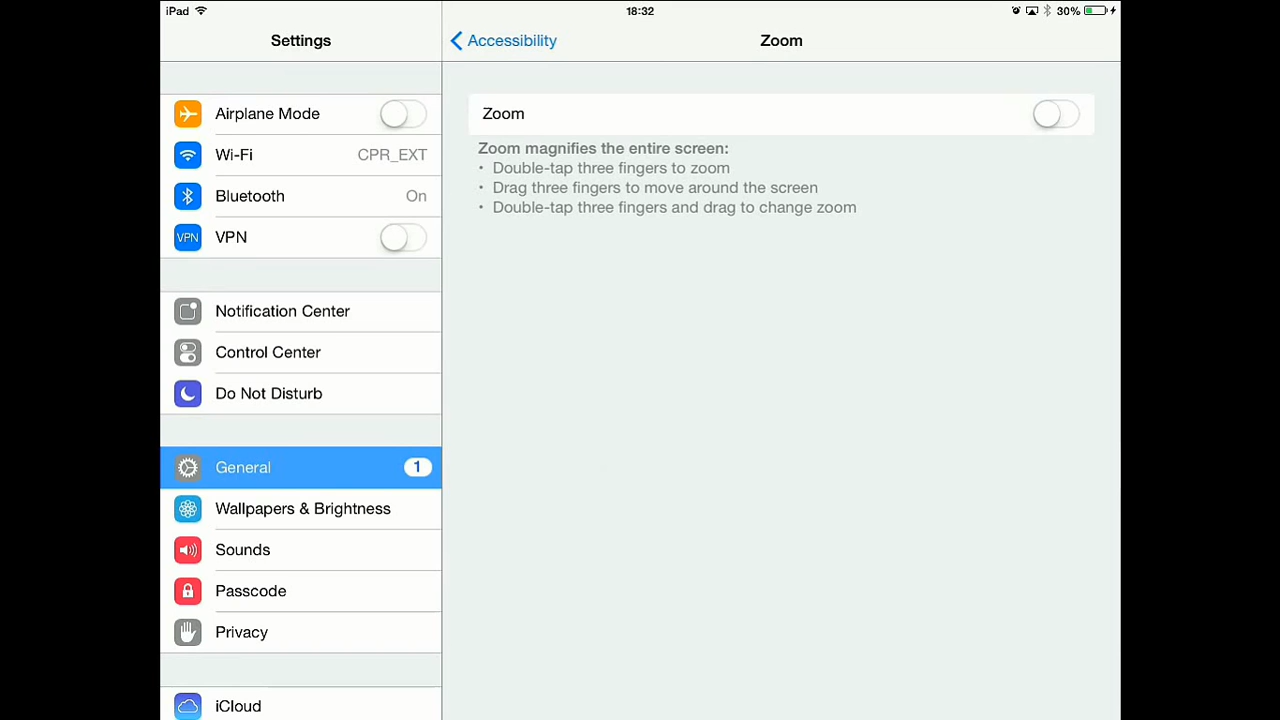 iPad 18:32 30%
Settings
Airplane Mode
Wi-Fi CPR_EXT
Bluetooth On
VPN VPN
Notification Center
Control Center
Do Not Disturb
General 1
Wallpapers & Brightness
Sounds
Passcode
Privacy
iCloud
Accessibility Zoom
Zoom
Zoom magnifies the entire screen:
• Double-tap three fingers to zoom
• Drag three fingers to move around the screen
• Double-tap three fingers and drag to change zoom